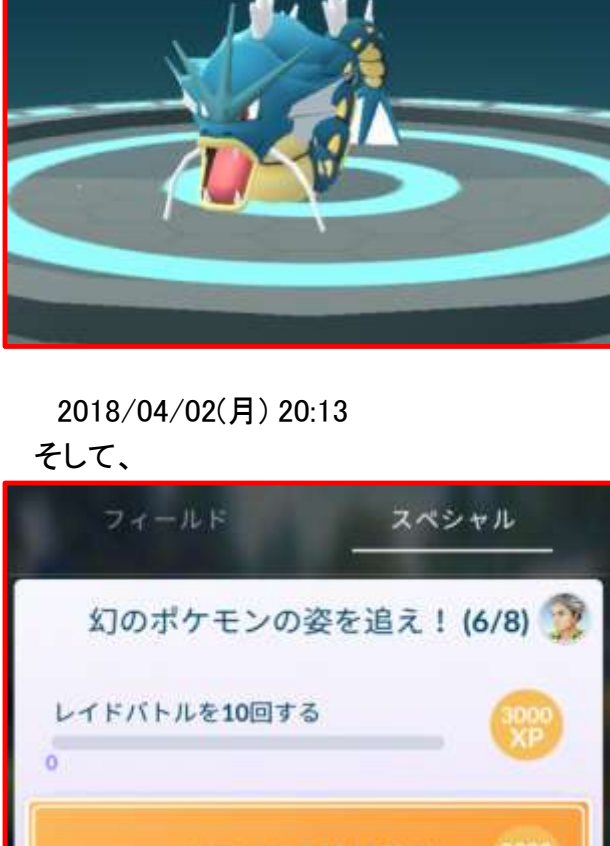 2018/04/02(月) 20:13
そして、
フィールド スペシャル
幻のポケモンの姿を追え！ (6/8)
レイドバトルを10回する
3000
XP
0